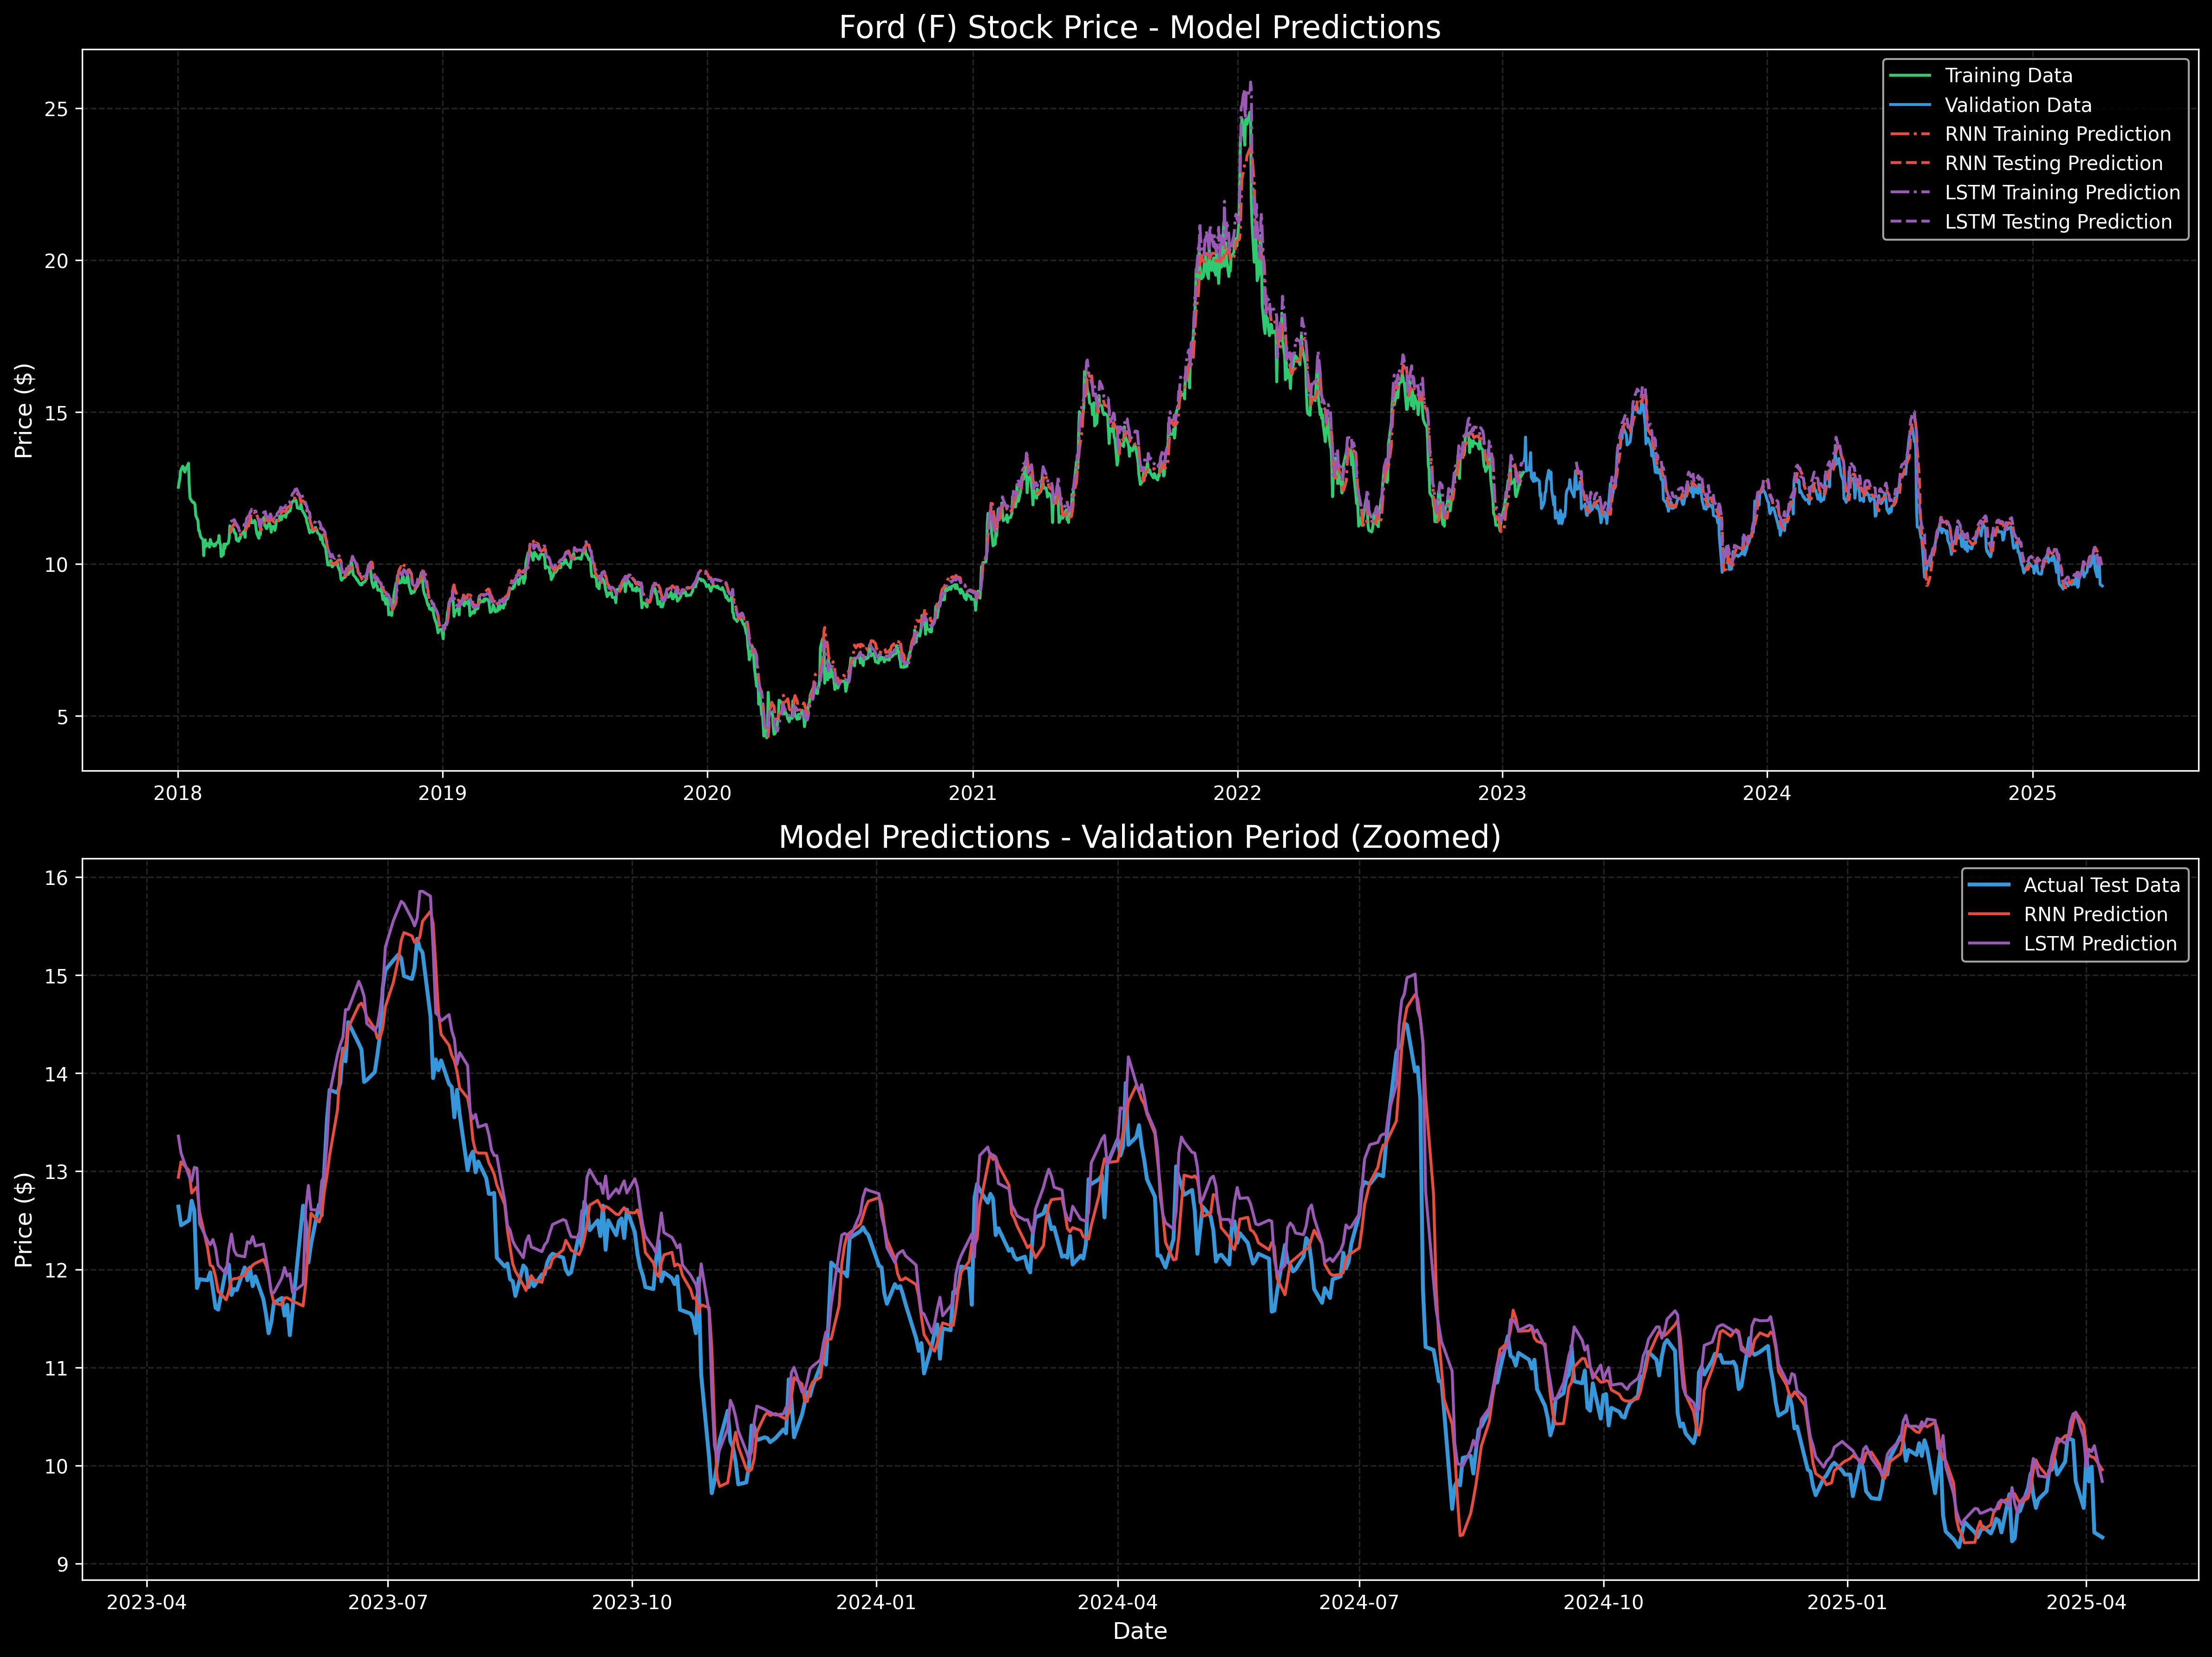 Ford (F) Stock Price - Model Predictions
Price ($)
25
20
15
10
5
2018 2019 2020 2021 2022 2023 2024 2025
Training Data
Validation Data
RNN Training Prediction
RNN Testing Prediction
LSTM Training Prediction
LSTM Testing Prediction
Model Predictions - Validation Period (Zoomed)
Price ($)
16
15
14
13
12
11
10
9
2023-04 2023-07 2023-10 2024-01 2024-04 2024-07 2024-10 2025-01 2025-04
Date
Actual Test Data
RNN Prediction
LSTM Prediction